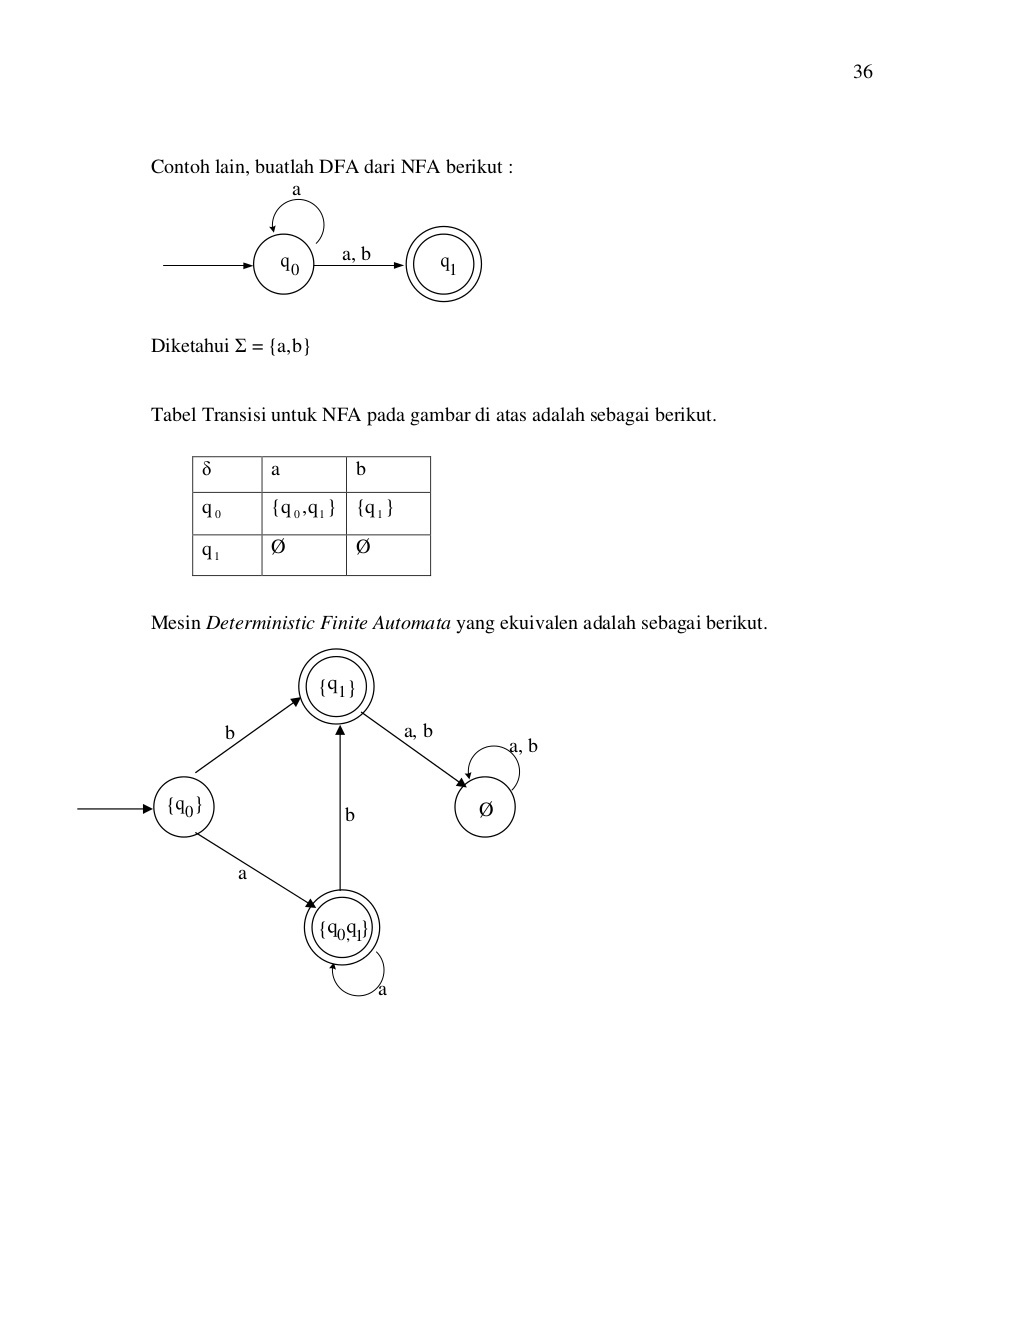 36
Contoh lain, buatlah DFA dari NFA berikut :
a
q0 a, b q1
Diketahui Σ = {a,b}
Tabel Transisi untuk NFA pada gambar di atas adalah sebagai berikut.
δ a b
q0 {q0,q1} {q1}
q1 Ø Ø
Mesin Deterministic Finite Automata yang ekuivalen adalah sebagai berikut.
{q1}
b a, b
a, b
{q0} b Ø
a
{q0,q1}
a